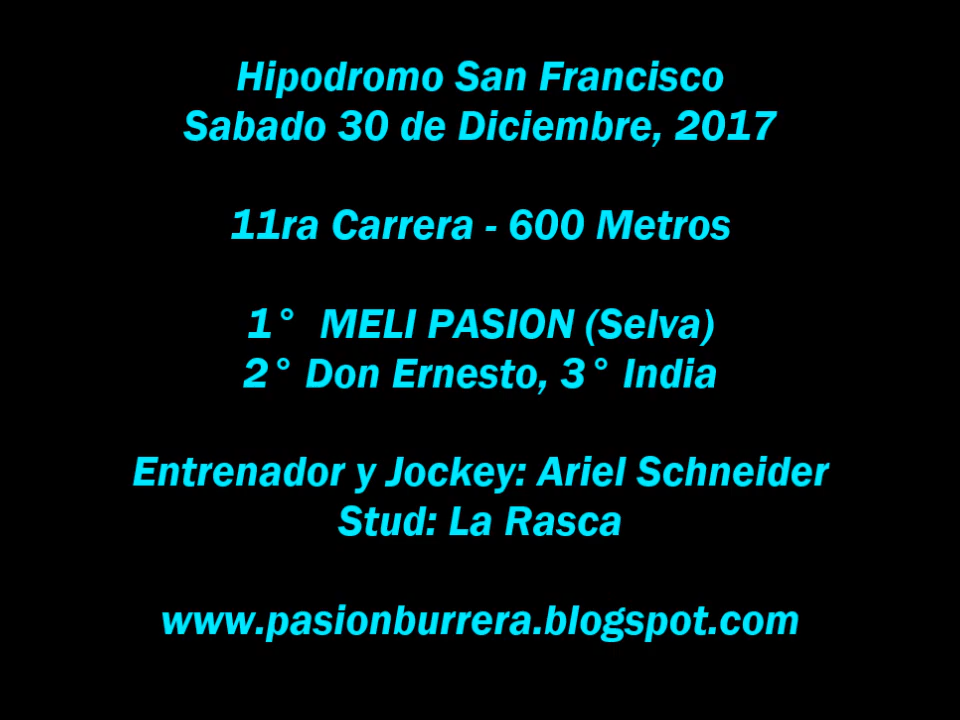 Hipodromo San Francisco
Sabado 30 de Diciembre, 2017
11ra Carrera - 600 Metros
1° MELI PASION (Selva)
2° Don Ernesto, 3° India
Entrenador y Jockey: Ariel Schneider
Stud: La Rasca
www.pasionburrera.blogspot.com